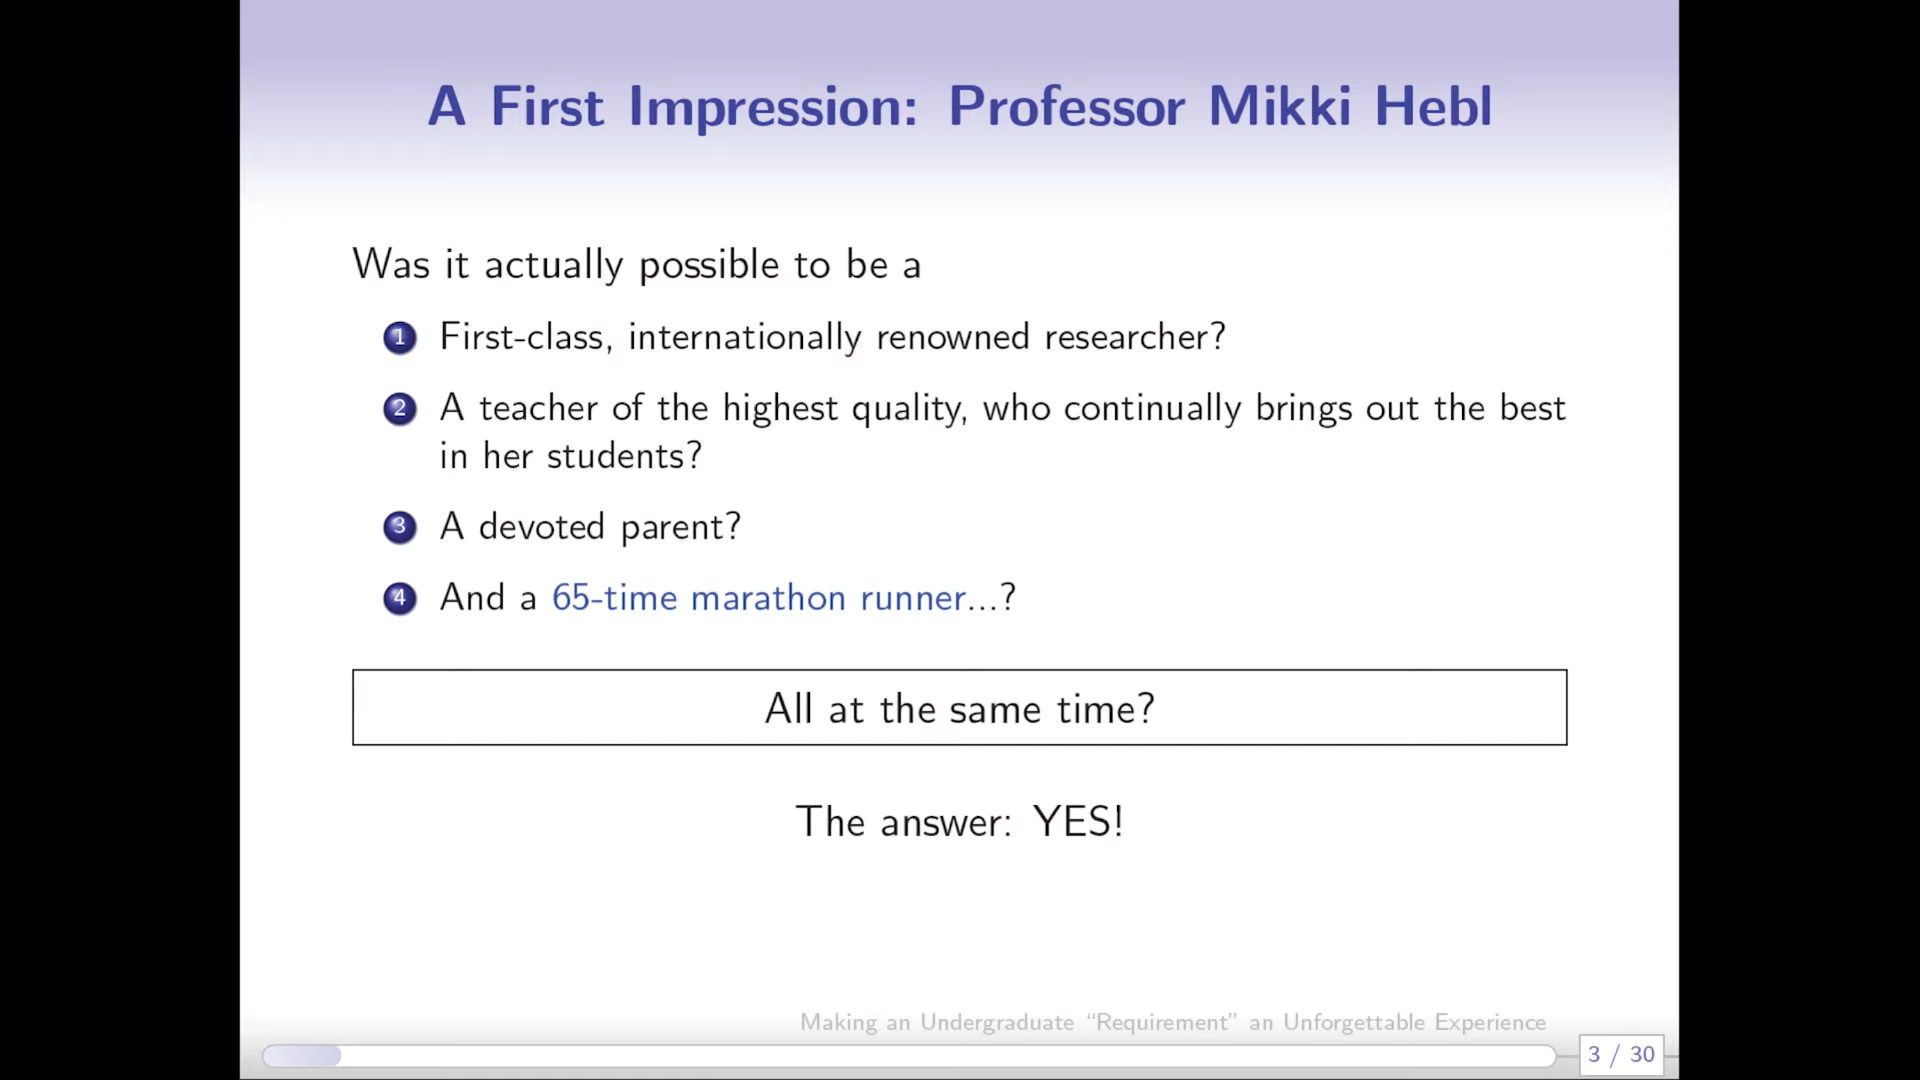 A First Impression: Professor Mikki Hebl
Was it actually possible to be a
1 First-class, internationally renowned researcher?
2 A teacher of the highest quality, who continually brings out the best
in her students?
3 A devoted parent?
4 And a 65-time marathon runner...?
All at the same time?
The answer: YES!
Making an Undergraduate “Requirement” an Unforgettable Experience
3 / 30